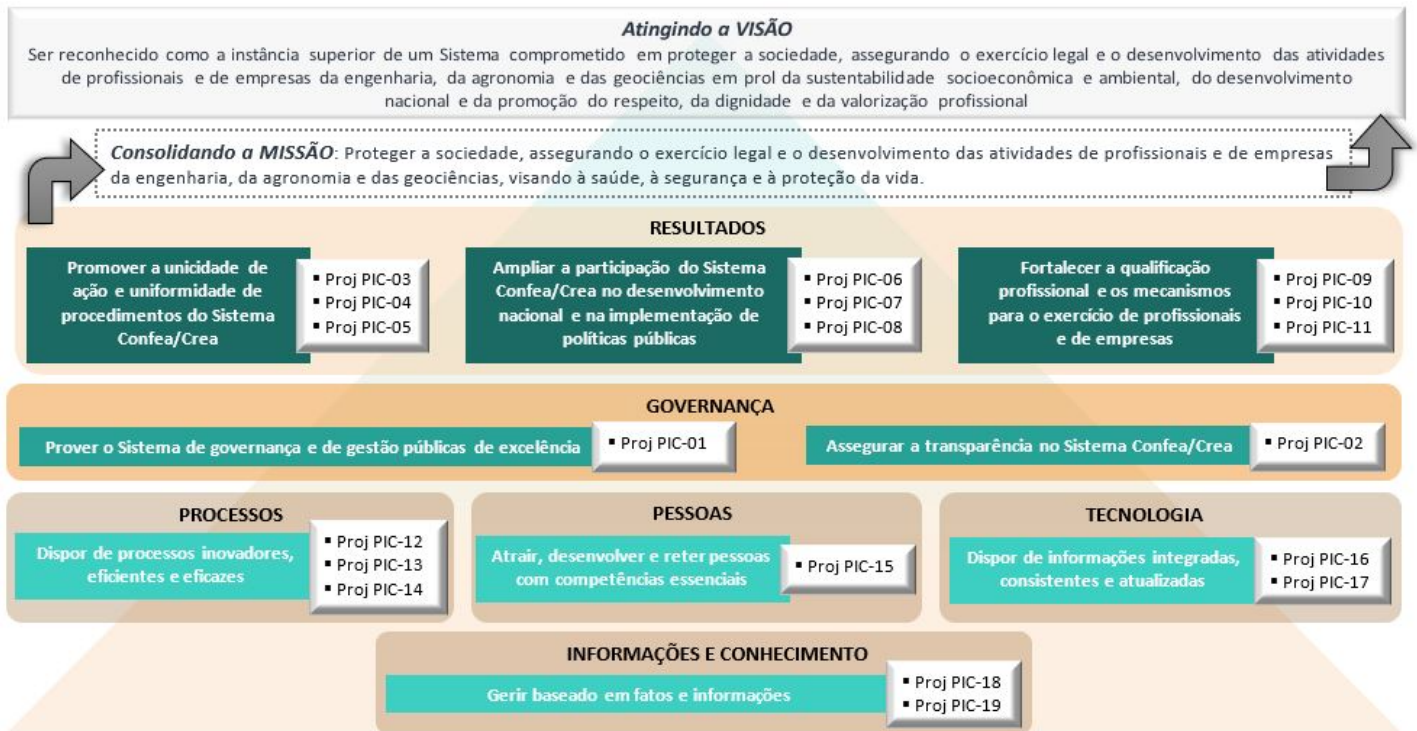 Atingindo a VISÃO
Ser reconhecido como a instância superior de um Sistema comprometido em proteger a sociedade, assegurando o exercício legal e o desenvolvimento das atividades
de profissionais e de empresas da engenharia, da agronomia e das geociências em prol da sustentabilidade socioeconômica e ambiental, do desenvolvimento
nacional e da promoção do respeito, da dignidade e da valorização profissional
Consolidando a MISSÃO: Proteger a sociedade, assegurando o exercício legal e o desenvolvimento das atividades de profissionais e de empresas
da engenharia, da agronomia e das geociências, visando à saúde, à segurança e à proteção da vida.
RESULTADOS
Promover a unicidade de
ação e uniformidade de
procedimentos do Sistema
Confea/Crea
▪ Proj PIC-03
▪ Proj PIC-04
▪ Proj PIC-05
Ampliar a participação do Sistema
Confea/Crea no desenvolvimento
nacional e na implementação de
políticas públicas
▪ Proj PIC-06
▪ Proj PIC-07
▪ Proj PIC-08
Fortalecer a qualificação
profissional e os mecanismos
para o exercício de profissionais
e de empresas
▪ Proj PIC-09
▪ Proj PIC-10
▪ Proj PIC-11
GOVERNANÇA
Prover o Sistema de governança e de gestão públicas de excelência
▪ Proj PIC-01
Assegurar a transparência no Sistema Confea/Crea
▪ Proj PIC-02
PROCESSOS
Dispor de processos inovadores,
eficientes e eficazes
▪ Proj PIC-12
▪ Proj PIC-13
▪ Proj PIC-14
PESSOAS
Atrair, desenvolver e reter pessoas
com competências essenciais
▪ Proj PIC-15
TECNOLOGIA
Dispor de informações integradas,
consistentes e atualizadas
▪ Proj PIC-16
▪ Proj PIC-17
INFORMAÇÕES E CONHECIMENTO
Gerir baseado em fatos e informações
▪ Proj PIC-18
▪ Proj PIC-19